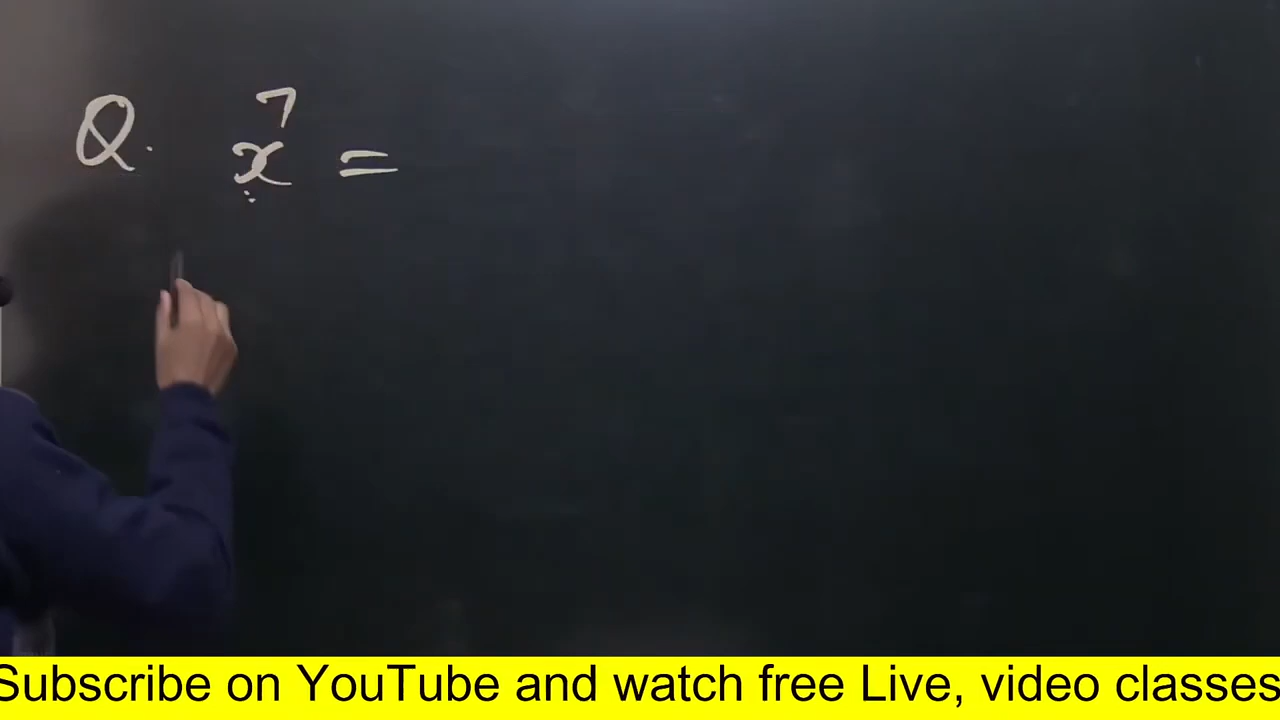 Q. x⁷ =
Subscribe on YouTube and watch free Live, video classes